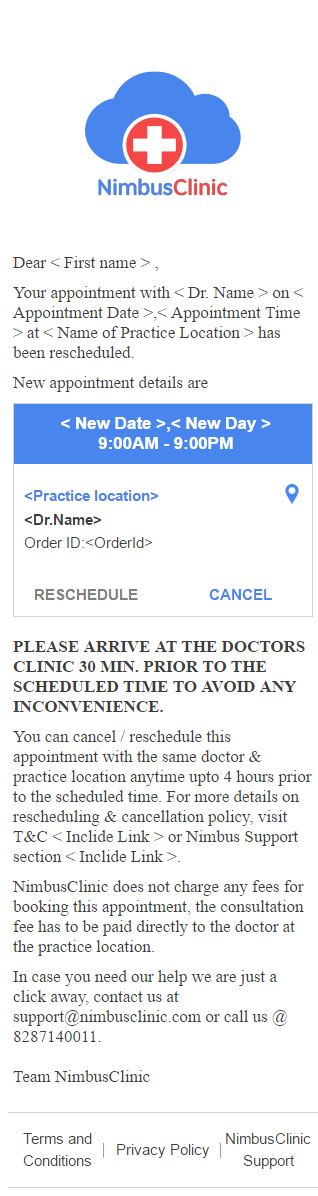 NimbusClinic
Dear < First name > ,
Your appointment with < Dr. Name > on <
Appointment Date >,< Appointment Time
> at < Name of Practice Location > has
been rescheduled.
New appointment details are
< New Date >,< New Day >
9:00AM - 9:00PM
<Practice location>
<Dr.Name>
Order ID:<OrderId>
RESCHEDULE CANCEL
PLEASE ARRIVE AT THE DOCTORS
CLINIC 30 MIN. PRIOR TO THE
SCHEDULED TIME TO AVOID ANY
INCONVENIENCE.
You can cancel / reschedule this
appointment with the same doctor &
practice location anytime upto 4 hours prior
to the scheduled time. For more details on
rescheduling & cancellation policy, visit
T&C < Inclide Link > or Nimbus Support
section < Inclide Link >.
NimbusClinic does not charge any fees for
booking this appointment, the consultation
fee has to be paid directly to the doctor at
the practice location.
In case you need our help we are just a
click away, contact us at
support@nimbusclinic.com or call us @
8287140011.
Team NimbusClinic
Terms and Conditions | Privacy Policy | NimbusClinic Support